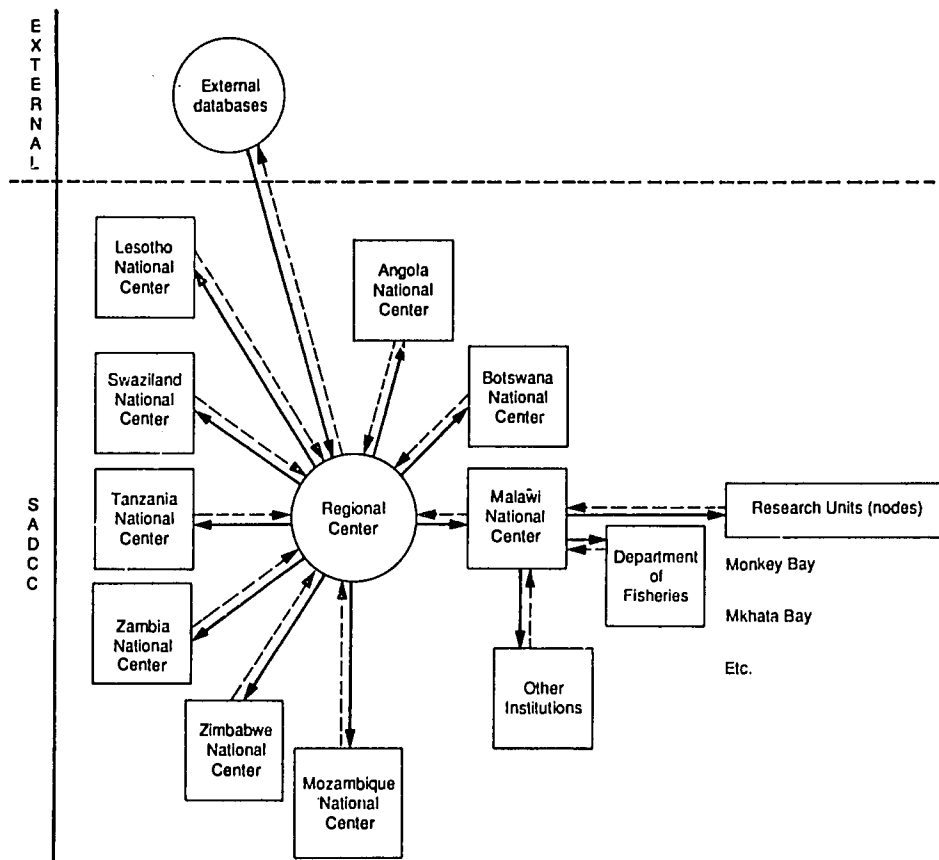 EXTERNAL
External
databases
Lesotho
National
Center
Angola
National
Center
Swaziland
National
Center
Botswana
National
Center
SADCC
Tanzania
National
Center
Regional
Center
Malawi
National
Center
Research Units (nodes)
Department
of
Fisheries
Monkey Bay
Mkhata Bay
Etc.
Zambia
National
Center
Other
Institutions
Zimbabwe
National
Center
Mozambique
National
Center